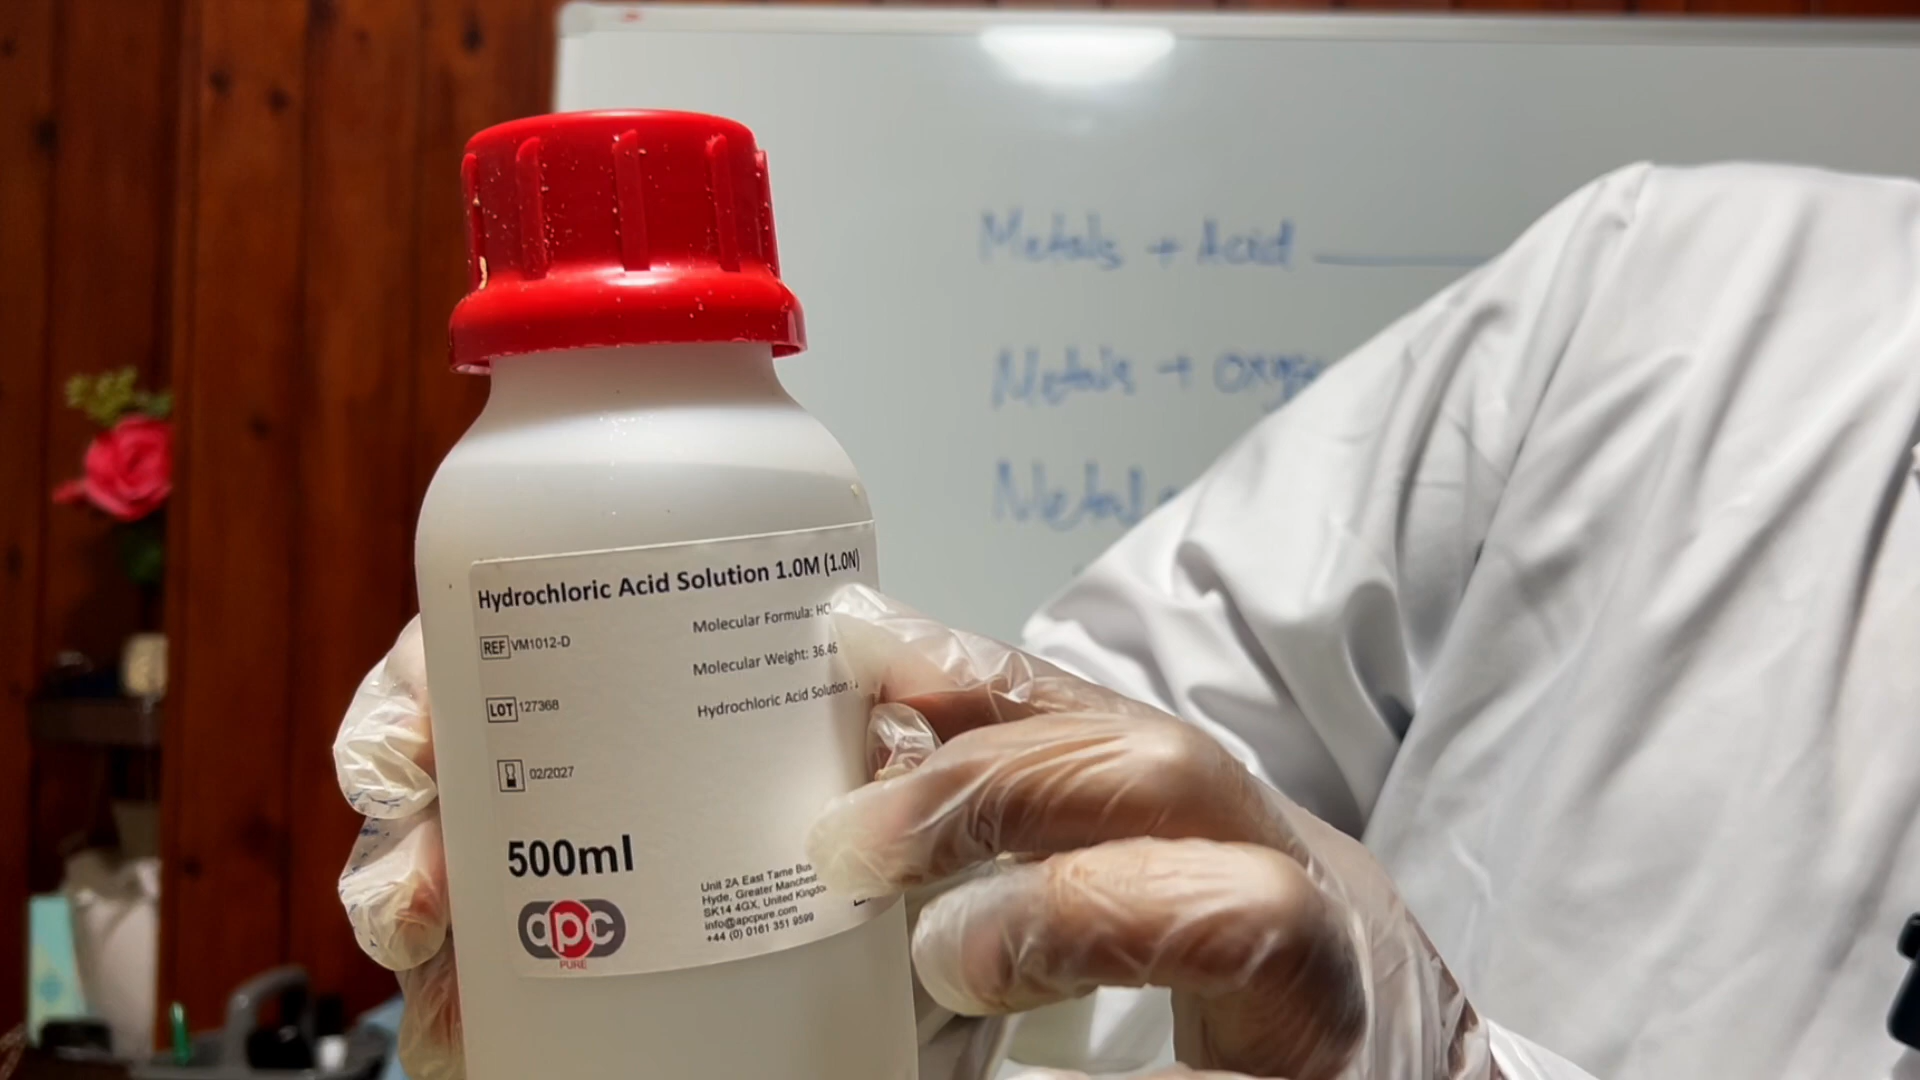 Metals + Acid
Metals + oxyge
Metal
Hydrochloric Acid Solution 1.0M (1.0N)
REF VM1012-D
Molecular Formula: HC
Molecular Weight: 36.46
LOT 127368
Hydrochloric Acid Solution :
02/2027
500ml
apc
PURE
Unit 2A East Tame Bus
Hyde, Greater Manchest
SK14 4GX, United Kingdo
info@apcpure.com
+44 (0) 0161 351 9599